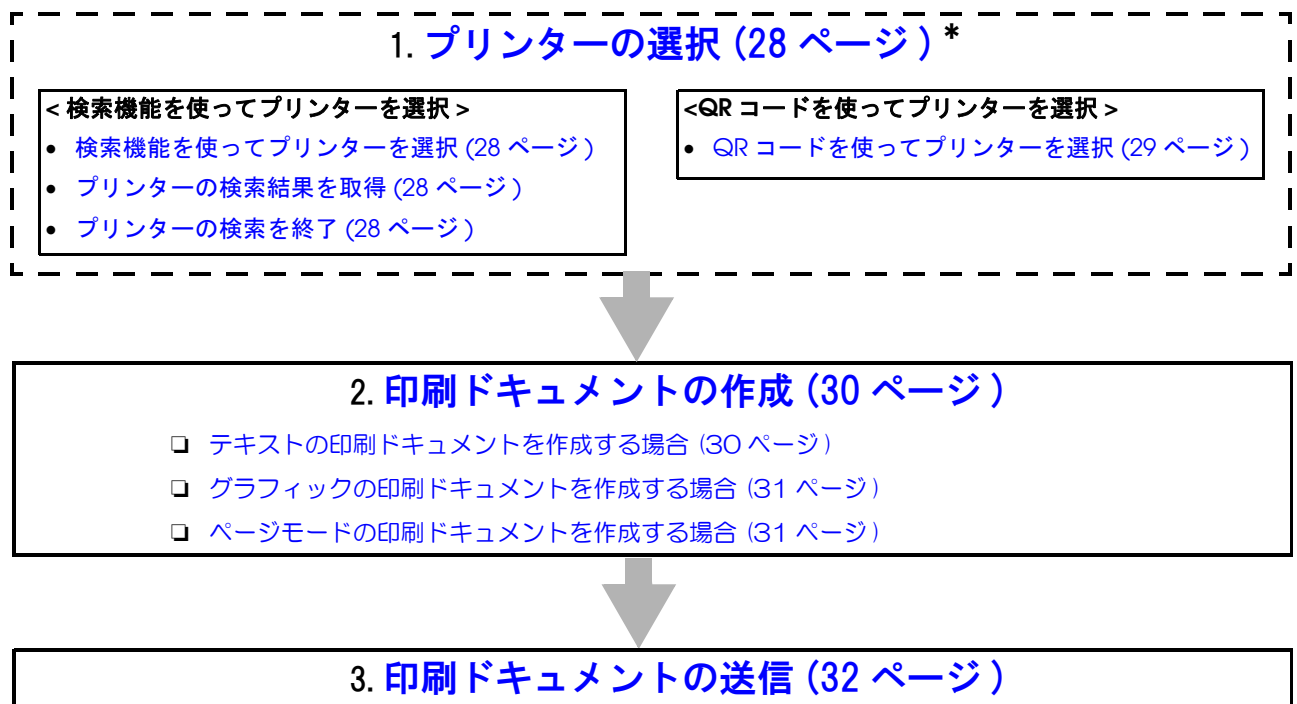 1. プリンターの選択 (28 ページ) *
< 検索機能を使ってプリンターを選択 >
• 検索機能を使ってプリンターを選択 (28 ページ)
• プリンターの検索結果を取得 (28 ページ)
• プリンターの検索を終了 (28 ページ)
<QR コードを使ってプリンターを選択 >
• QR コードを使ってプリンターを選択 (29 ページ)
2. 印刷ドキュメントの作成 (30 ページ)
❏ テキストの印刷ドキュメントを作成する場合 (30 ページ)
❏ グラフィックの印刷ドキュメントを作成する場合 (31 ページ)
❏ ページモードの印刷ドキュメントを作成する場合 (31 ページ)
3. 印刷ドキュメントの送信 (32 ページ)